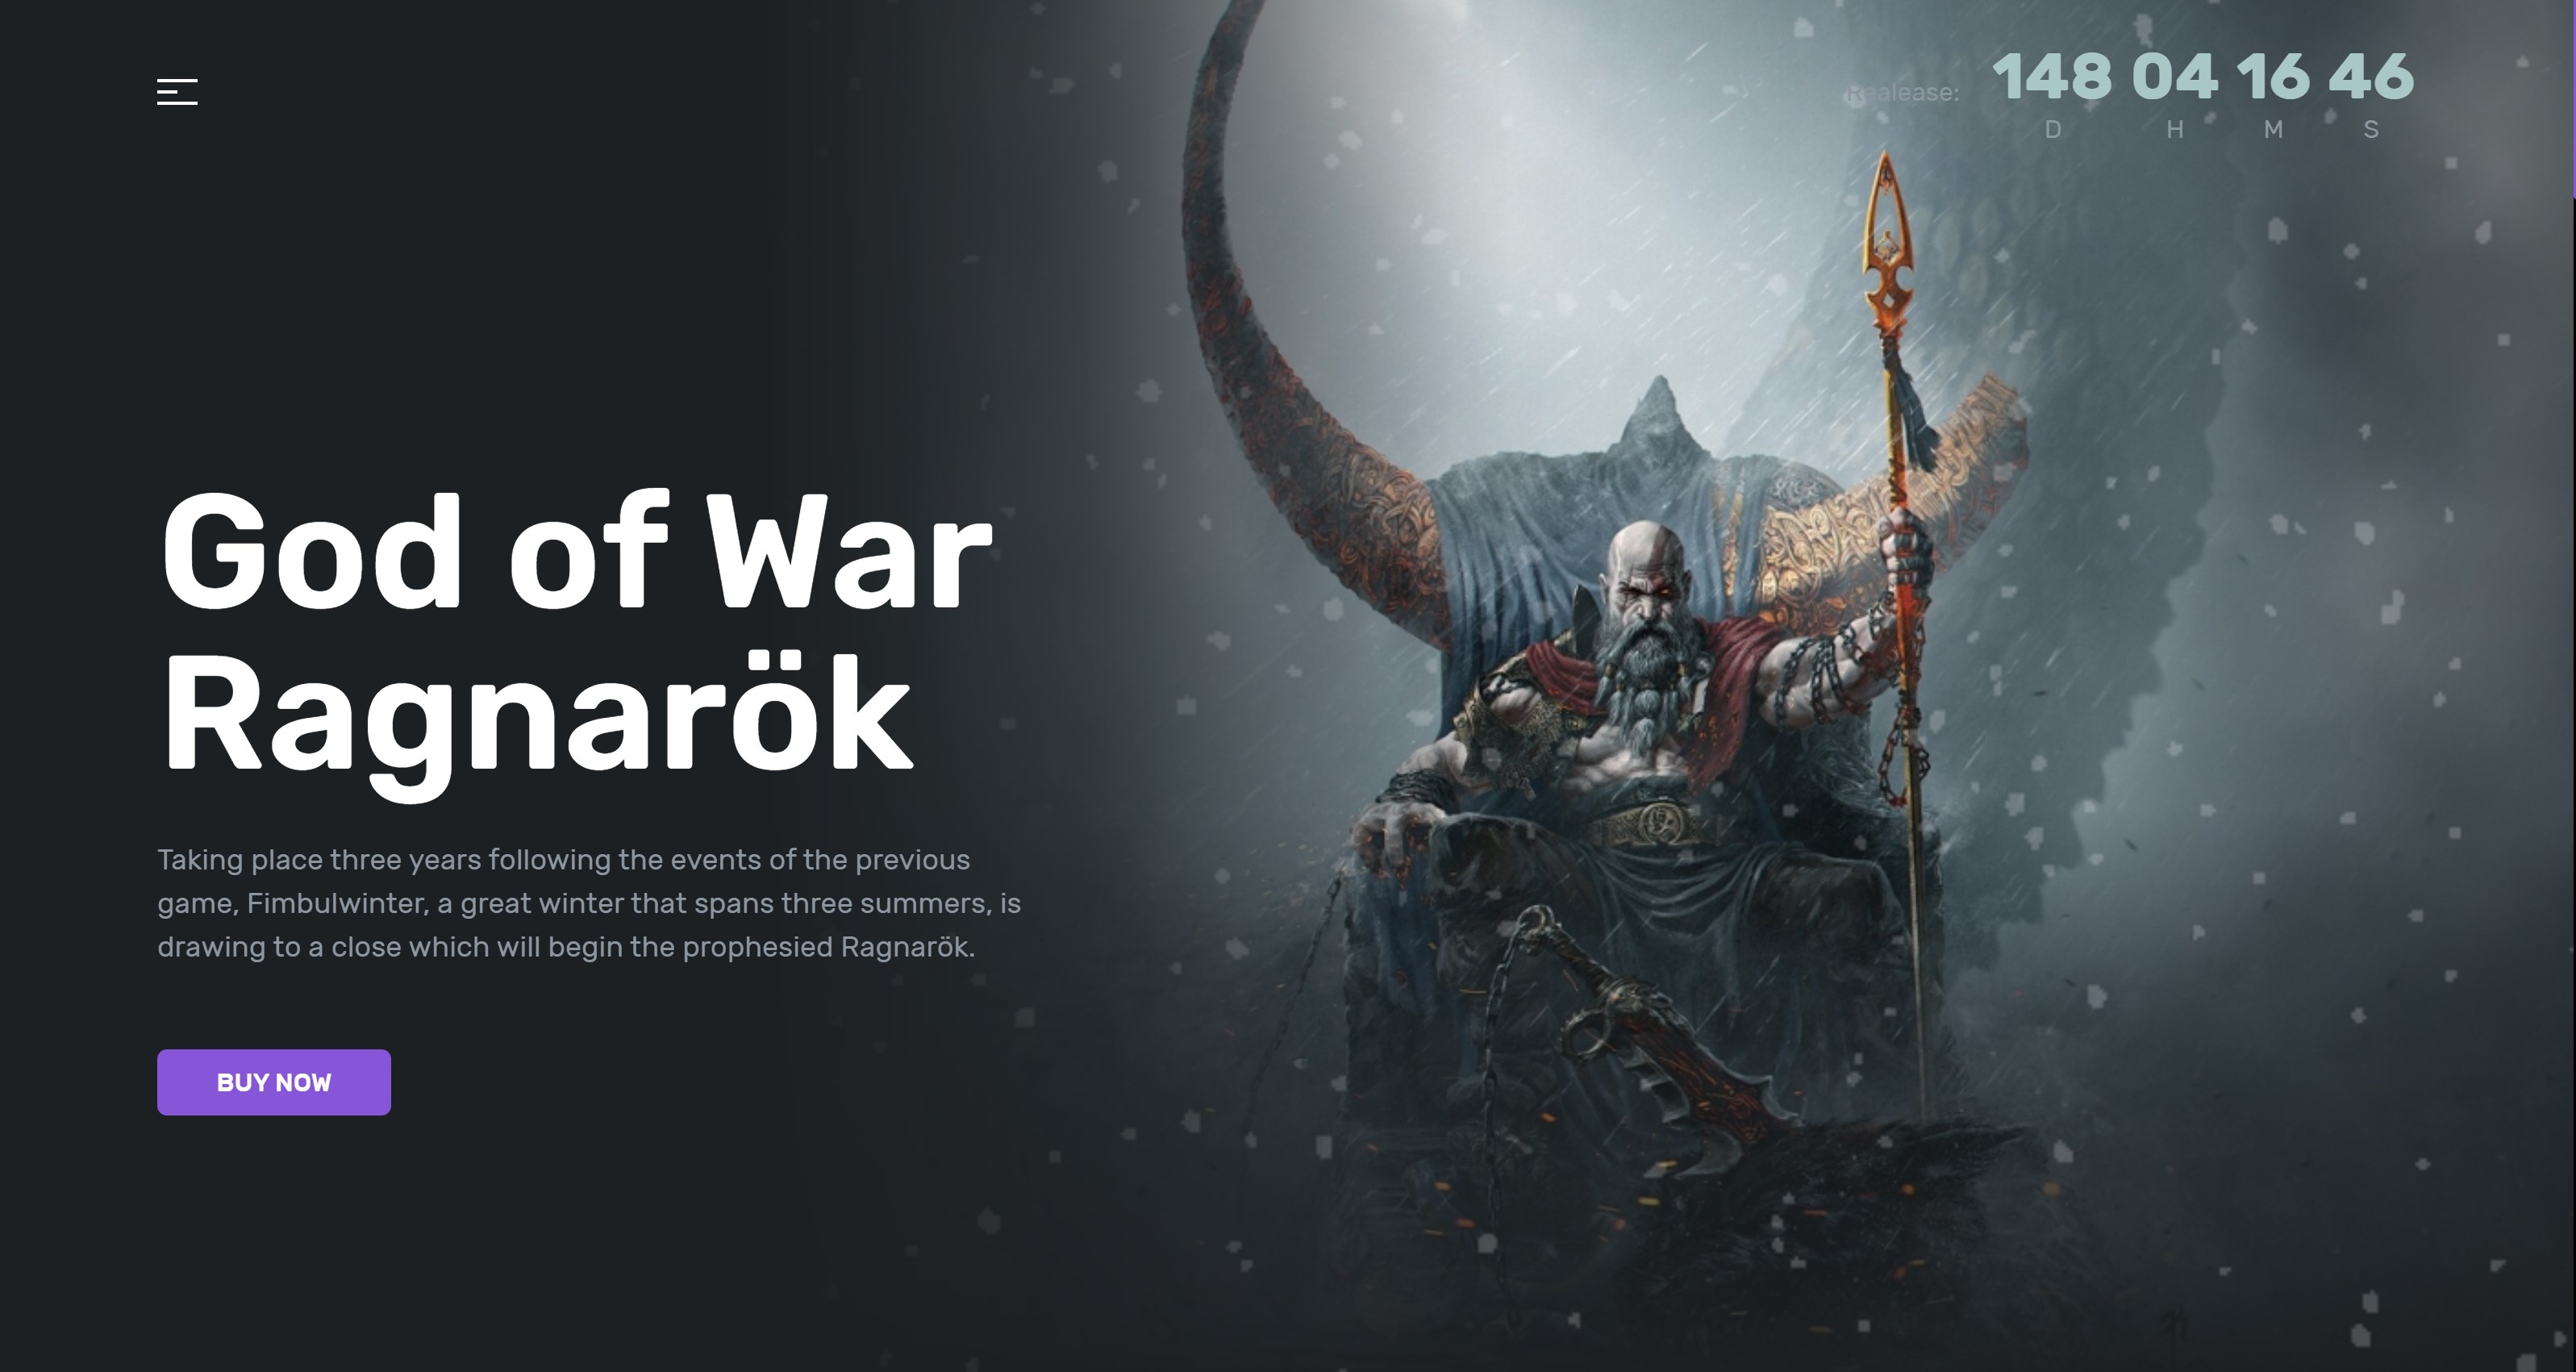 Realease:
148 04 16 46
D H M S
God of War
Ragnarök
Taking place three years following the events of the previous
game, Fimbulwinter, a great winter that spans three summers, is
drawing to a close which will begin the prophesied Ragnarök.
BUY NOW